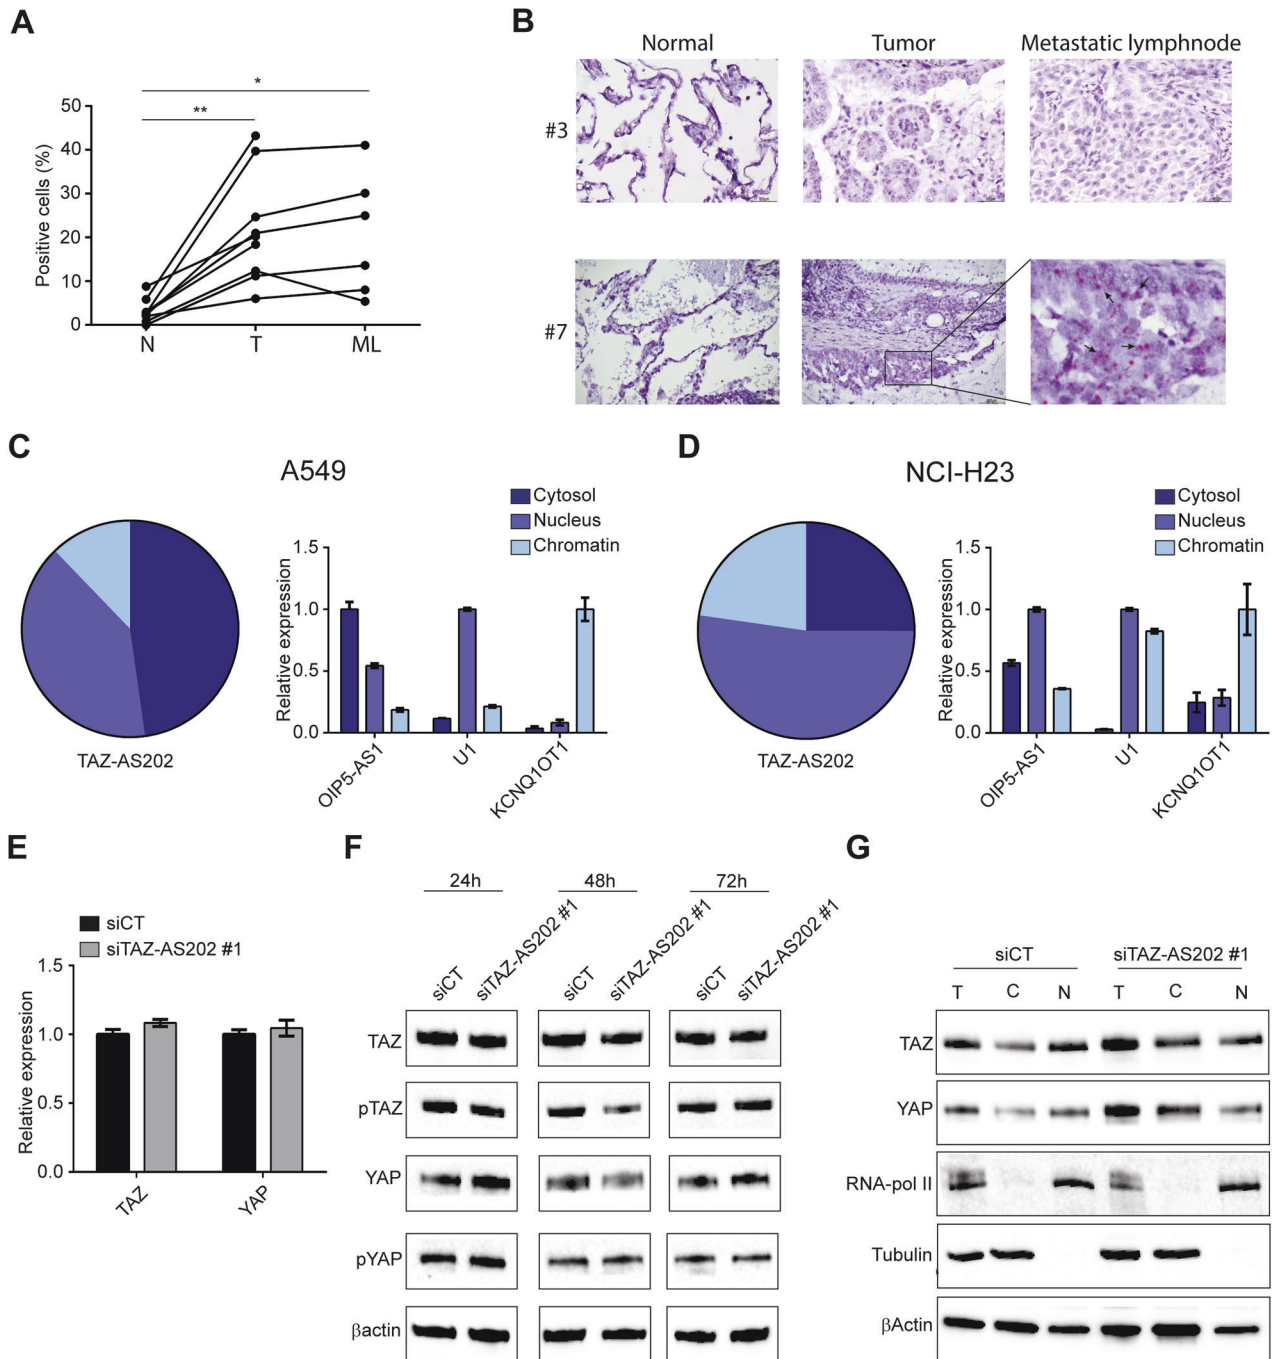 A
*
**
50
40
30
20
10
0
Positive cells (%)
N T ML
B
Normal Tumor Metastatic lymphnode
#3
#7
C
A549
Cytosol
Nucleus
Chromatin
TAZ-AS202
1.5
1.0
0.5
0.0
Relative expression
OIP5-AS1 U1 KCNQ1OT1
D
NCI-H23
Cytosol
Nucleus
Chromatin
TAZ-AS202
1.5
1.0
0.5
0.0
Relative expression
OIP5-AS1 U1 KCNQ1OT1
E
siCT
siTAZ-AS202 #1
1.5
1.0
0.5
0.0
Relative expression
TAZ YAP
F
24h 48h 72h
siCT siTAZ-AS202 #1 siCT siTAZ-AS202 #1 siCT siTAZ-AS202 #1
TAZ
pTAZ
YAP
pYAP
βactin
G
siCT siTAZ-AS202 #1
T C N T C N
TAZ
YAP
RNA-pol II
Tubulin
βActin